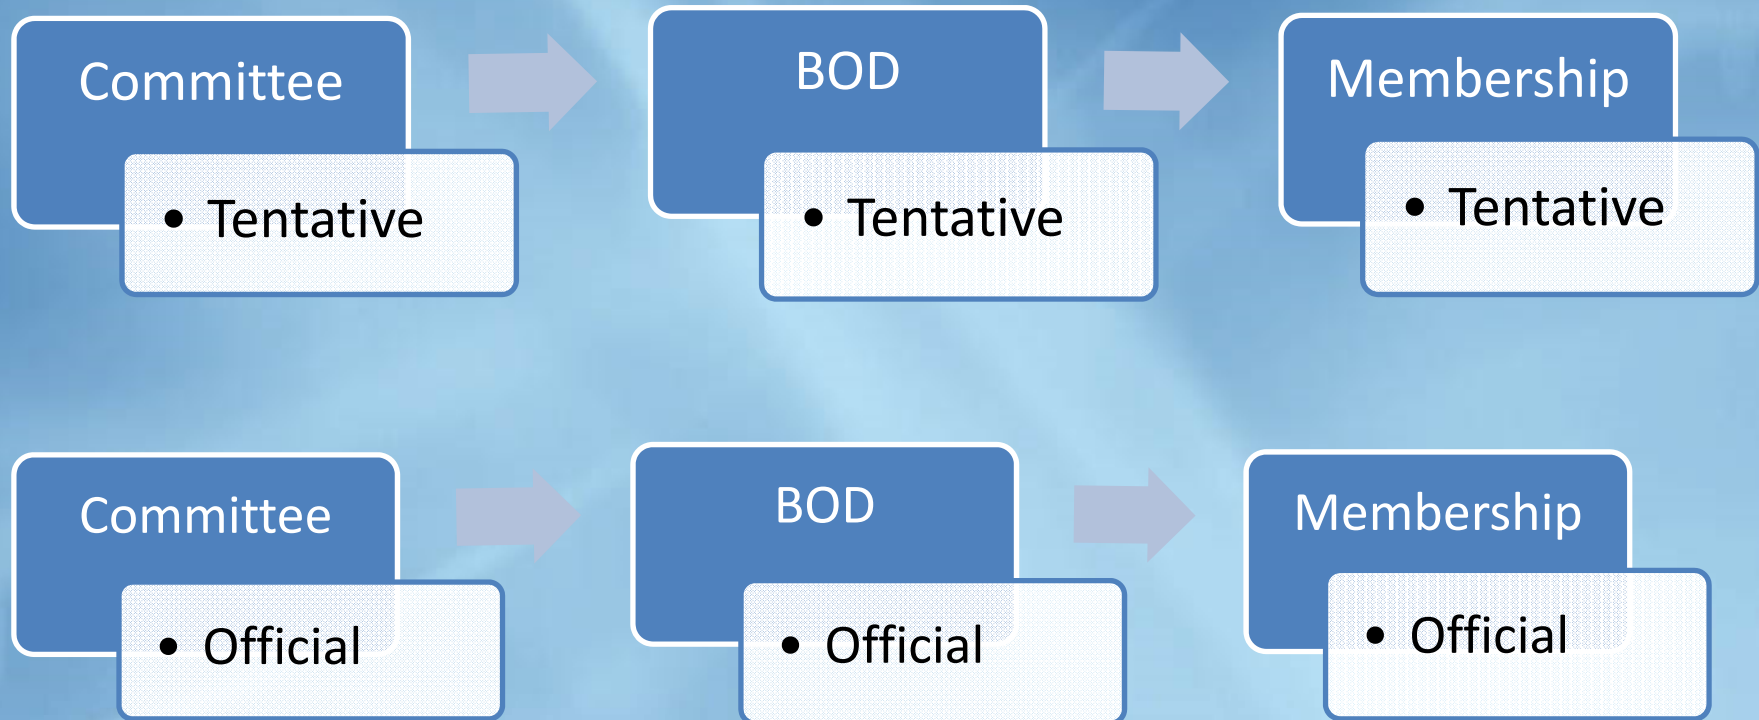 Committee
• Tentative
BOD
• Tentative
Membership
• Tentative
Committee
• Official
BOD
• Official
Membership
• Official